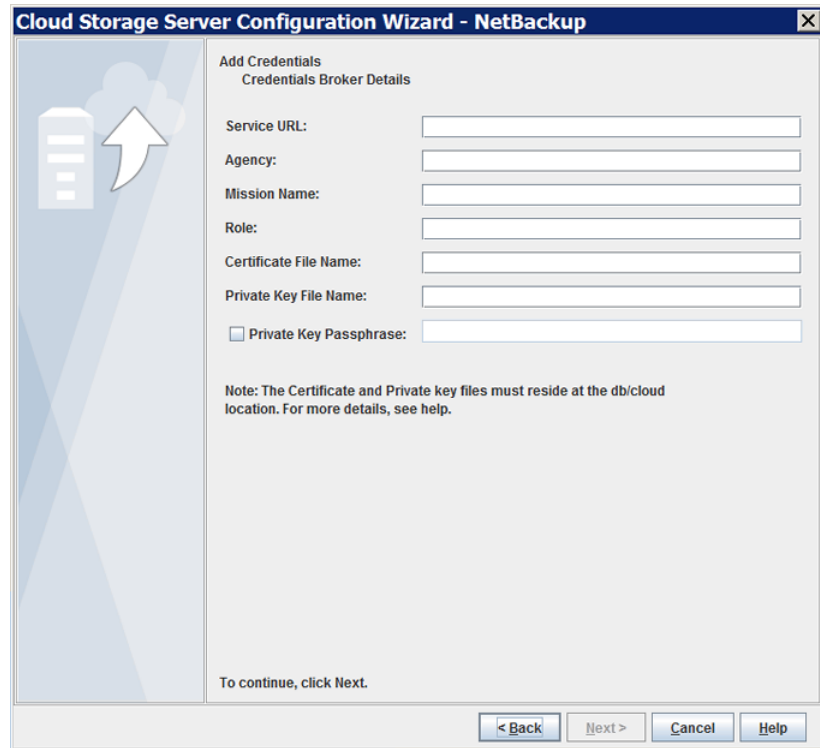 Cloud Storage Server Configuration Wizard - NetBackup
Add Credentials
Credentials Broker Details
Service URL:
Agency:
Mission Name:
Role:
Certificate File Name:
Private Key File Name:
Private Key Passphrase:
Note: The Certificate and Private key files must reside at the db/cloud
location. For more details, see help.
To continue, click Next.
< Back Next > Cancel Help